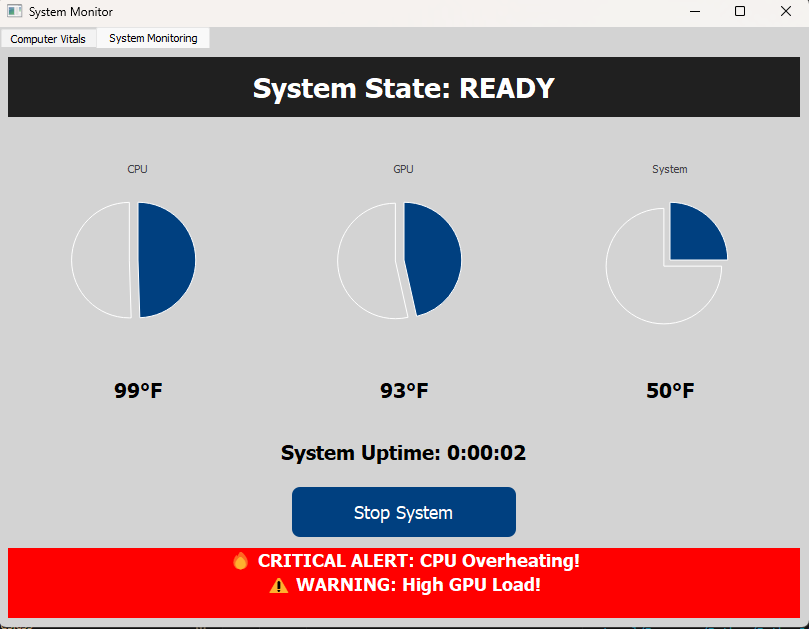 System Monitor
Computer Vitals System Monitoring
System State: READY
CPU GPU System
99°F 93°F 50°F
System Uptime: 0:00:02
Stop System
🔥 CRITICAL ALERT: CPU Overheating!
⚠️ WARNING: High GPU Load!